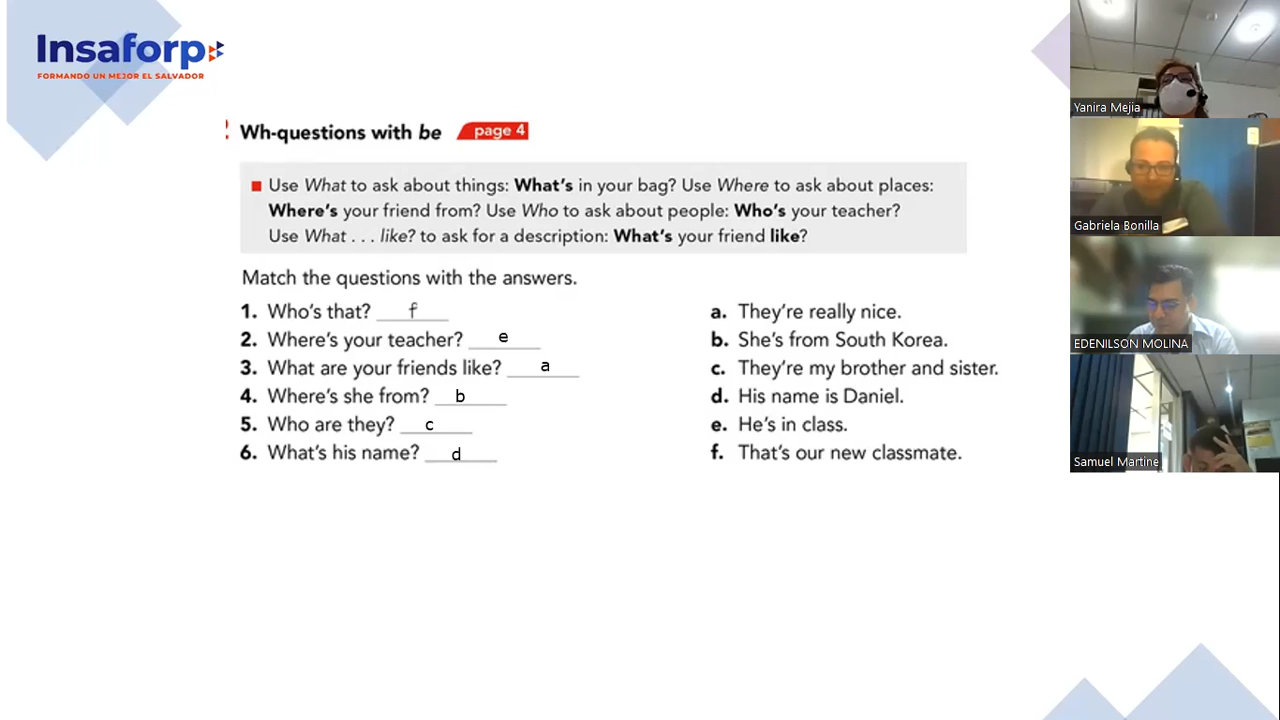 Insaforp
FORMANDO UN MEJOR EL SALVADOR
Wh-questions with be page 4
■ Use What to ask about things: What's in your bag? Use Where to ask about places:
Where's your friend from? Use Who to ask about people: Who's your teacher?
Use What . . . like? to ask for a description: What's your friend like?
Match the questions with the answers.
1. Who's that? f
2. Where's your teacher? e
3. What are your friends like? a
4. Where's she from? b
5. Who are they? c
6. What's his name? d
a. They're really nice.
b. She's from South Korea.
c. They're my brother and sister.
d. His name is Daniel.
e. He's in class.
f. That's our new classmate.
Yanira Mejia
Gabriela Bonilla
EDENILSON MOLINA
Samuel Martine